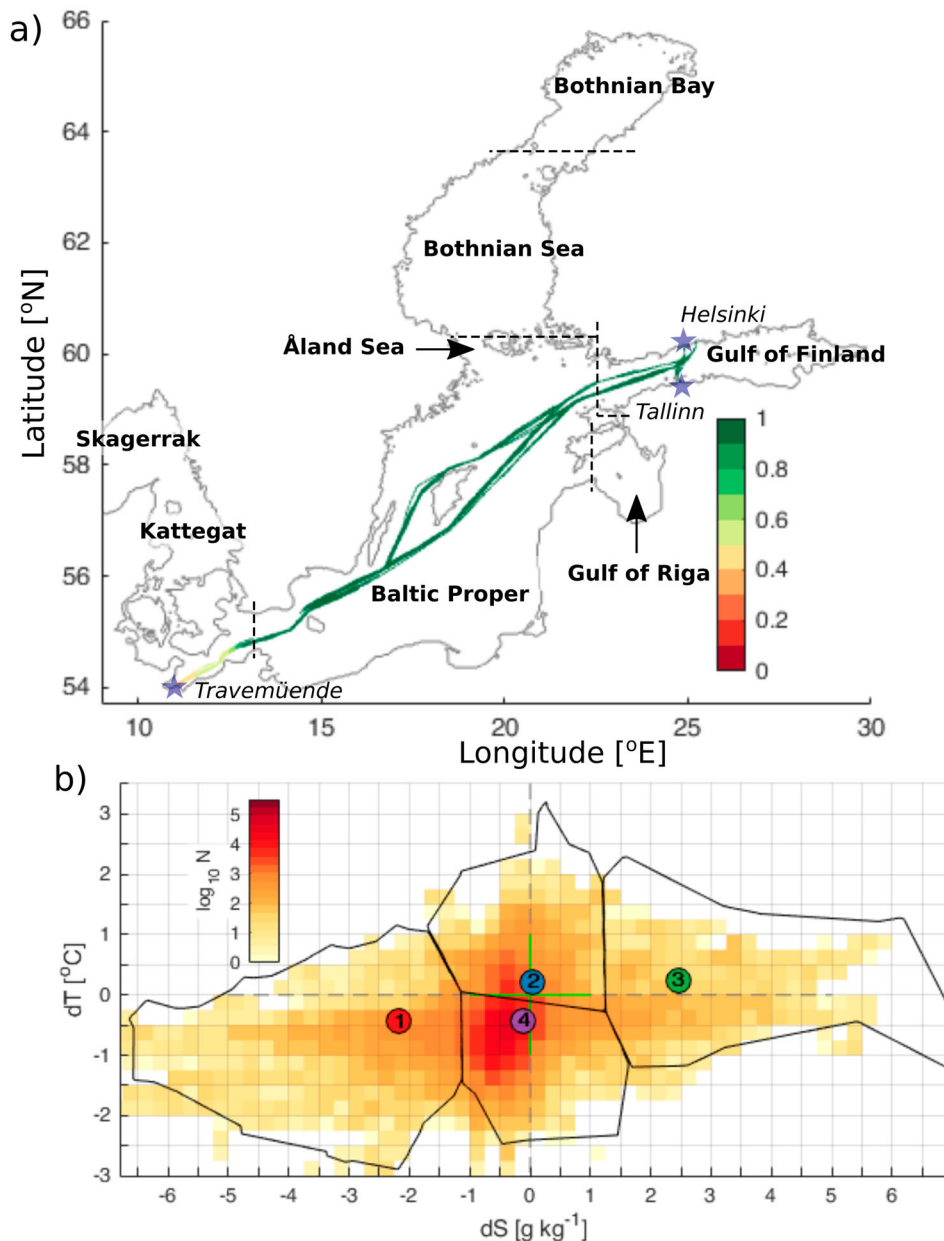 a)
66
64
62
60
58
56
54
Latitude [°N]
Bothnian Bay
Bothnian Sea
Helsinki
Åland Sea
Gulf of Finland
Tallinn
Skagerrak
Kattegat
Gulf of Riga
Baltic Proper
Travemüende
1
0.8
0.6
0.4
0.2
0
10 15 20 25 30
Longitude [°E]
b)
3
2
1
0
-1
-2
-3
dT [°C]
log10 N
5
4
3
2
1
0
1
2
3
4
-6 -5 -4 -3 -2 -1 0 1 2 3 4 5 6
dS [g kg-1]